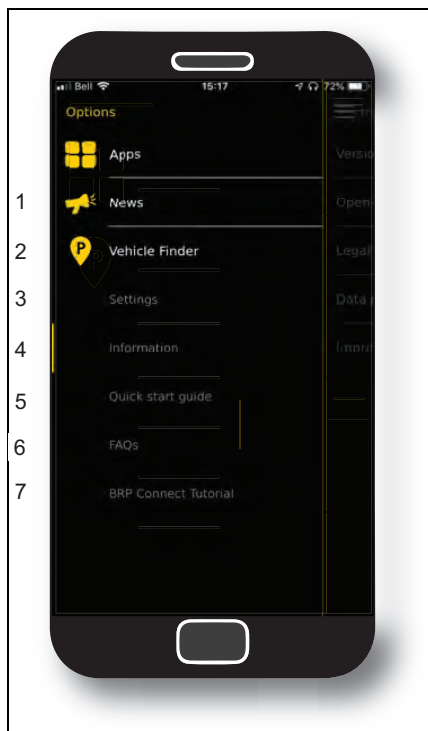 Bell 15:17 72%
Options
Apps Versio
1 News Open-
2 P Vehicle Finder Legal
3 Settings Data
4 Information Imprin
5 Quick start guide
6 FAQs
7 BRP Connect Tutorial